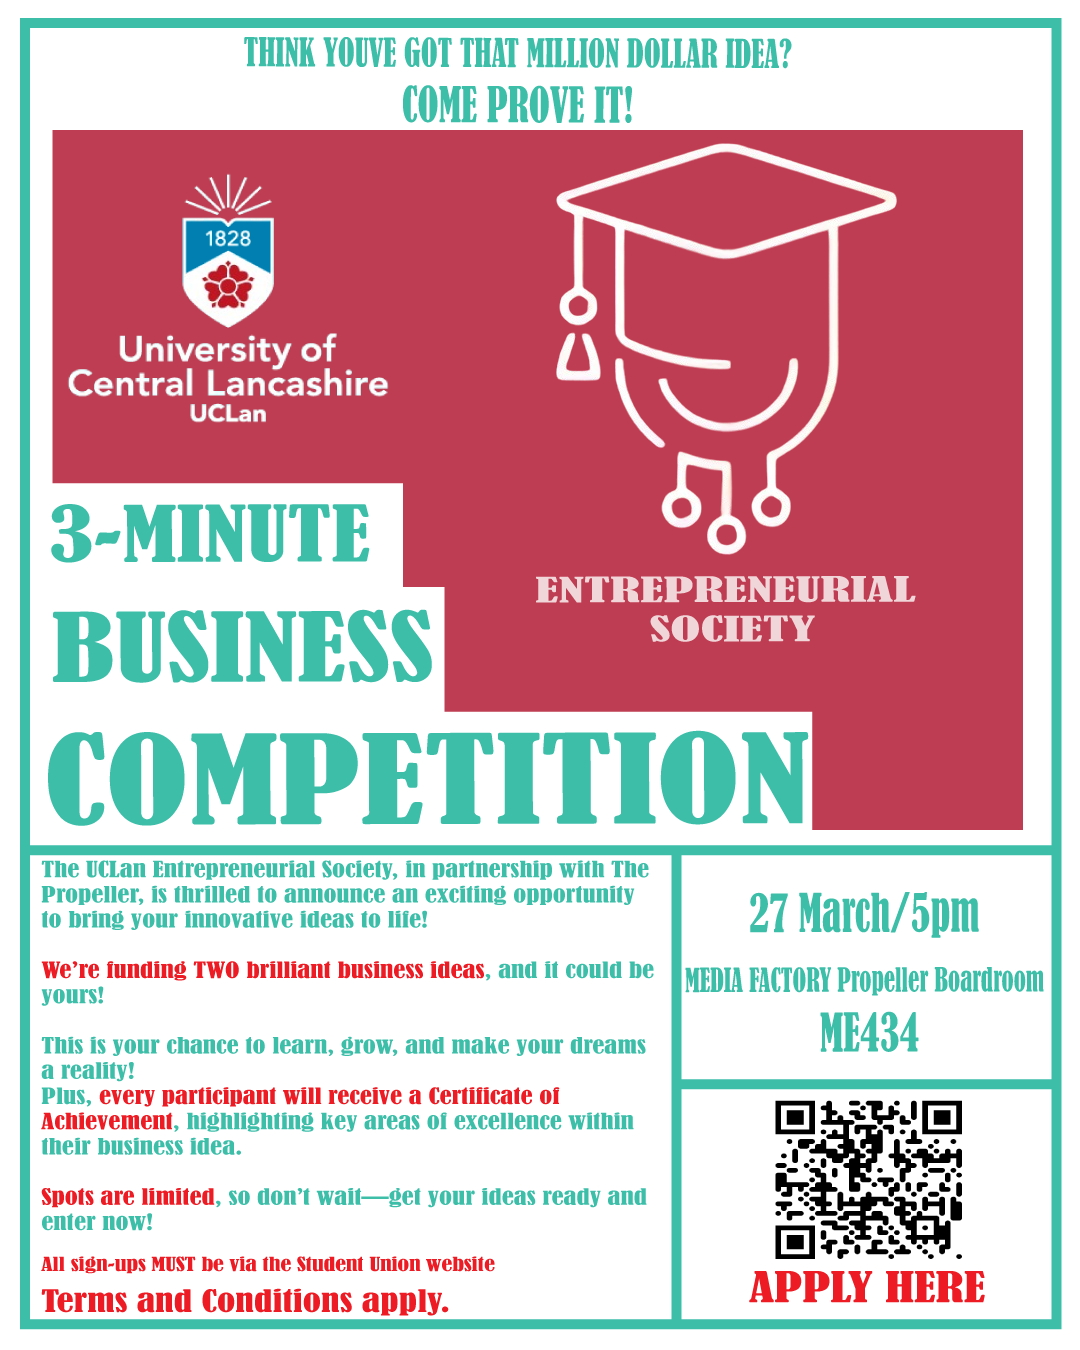 THINK YOUVE GOT THAT MILLION DOLLAR IDEA?
COME PROVE IT!
1828
University of
Central Lancashire
UCLan
ENTREPRENEURIAL
SOCIETY
3-MINUTE
BUSINESS
COMPETITION
The UCLan Entrepreneurial Society, in partnership with The
Propeller, is thrilled to announce an exciting opportunity
to bring your innovative ideas to life!
We're funding TWO brilliant business ideas, and it could be
yours!
This is your chance to learn, grow, and make your dreams
a reality!
Plus, every participant will receive a Certificate of
Achievement, highlighting key areas of excellence within
their business idea.
Spots are limited, so don't wait—get your ideas ready and
enter now!
All sign-ups MUST be via the Student Union website
Terms and Conditions apply.
27 March/5pm
MEDIA FACTORY Propeller Boardroom
ME434
APPLY HERE